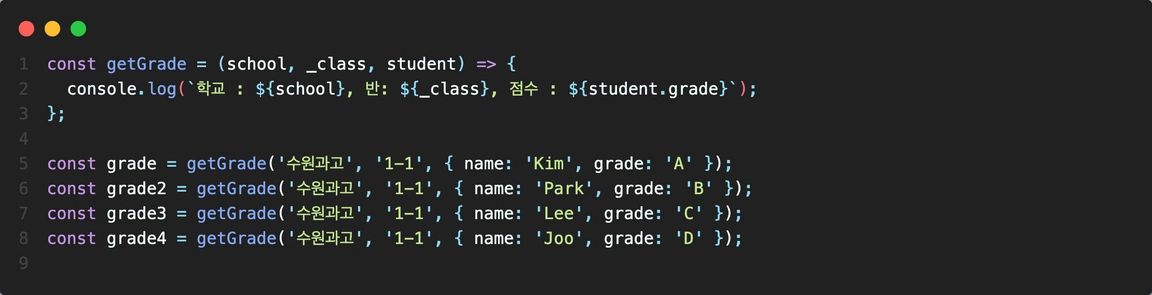 1 const getGrade = (school, _class, student) => {
2   console.log(`학교 : ${school}, 반: ${_class}, 점수 : ${student.grade}`);
3 };
4
5 const grade = getGrade('수원과고', '1-1', { name: 'Kim', grade: 'A' });
6 const grade2 = getGrade('수원과고', '1-1', { name: 'Park', grade: 'B' });
7 const grade3 = getGrade('수원과고', '1-1', { name: 'Lee', grade: 'C' });
8 const grade4 = getGrade('수원과고', '1-1', { name: 'Joo', grade: 'D' });
9